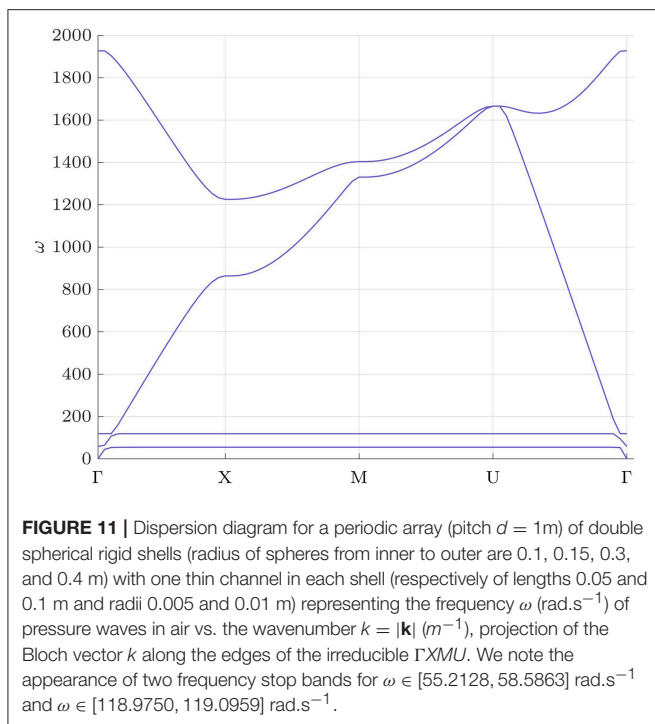 2000
1800
1600
1400
1200
ω 1000
800
600
400
200
0
Γ X M U Γ
FIGURE 11 | Dispersion diagram for a periodic array (pitch d = 1m) of double
spherical rigid shells (radius of spheres from inner to outer are 0.1, 0.15, 0.3,
and 0.4 m) with one thin channel in each shell (respectively of lengths 0.05 and
0.1 m and radii 0.005 and 0.01 m) representing the frequency ω (rad.s⁻¹) of
pressure waves in air vs. the wavenumber k = |k| (m⁻¹), projection of the
Bloch vector k along the edges of the irreducible ΓXMU. We note the
appearance of two frequency stop bands for ω ∈ [55.2128, 58.5863] rad.s⁻¹
and ω ∈ [118.9750, 119.0959] rad.s⁻¹.